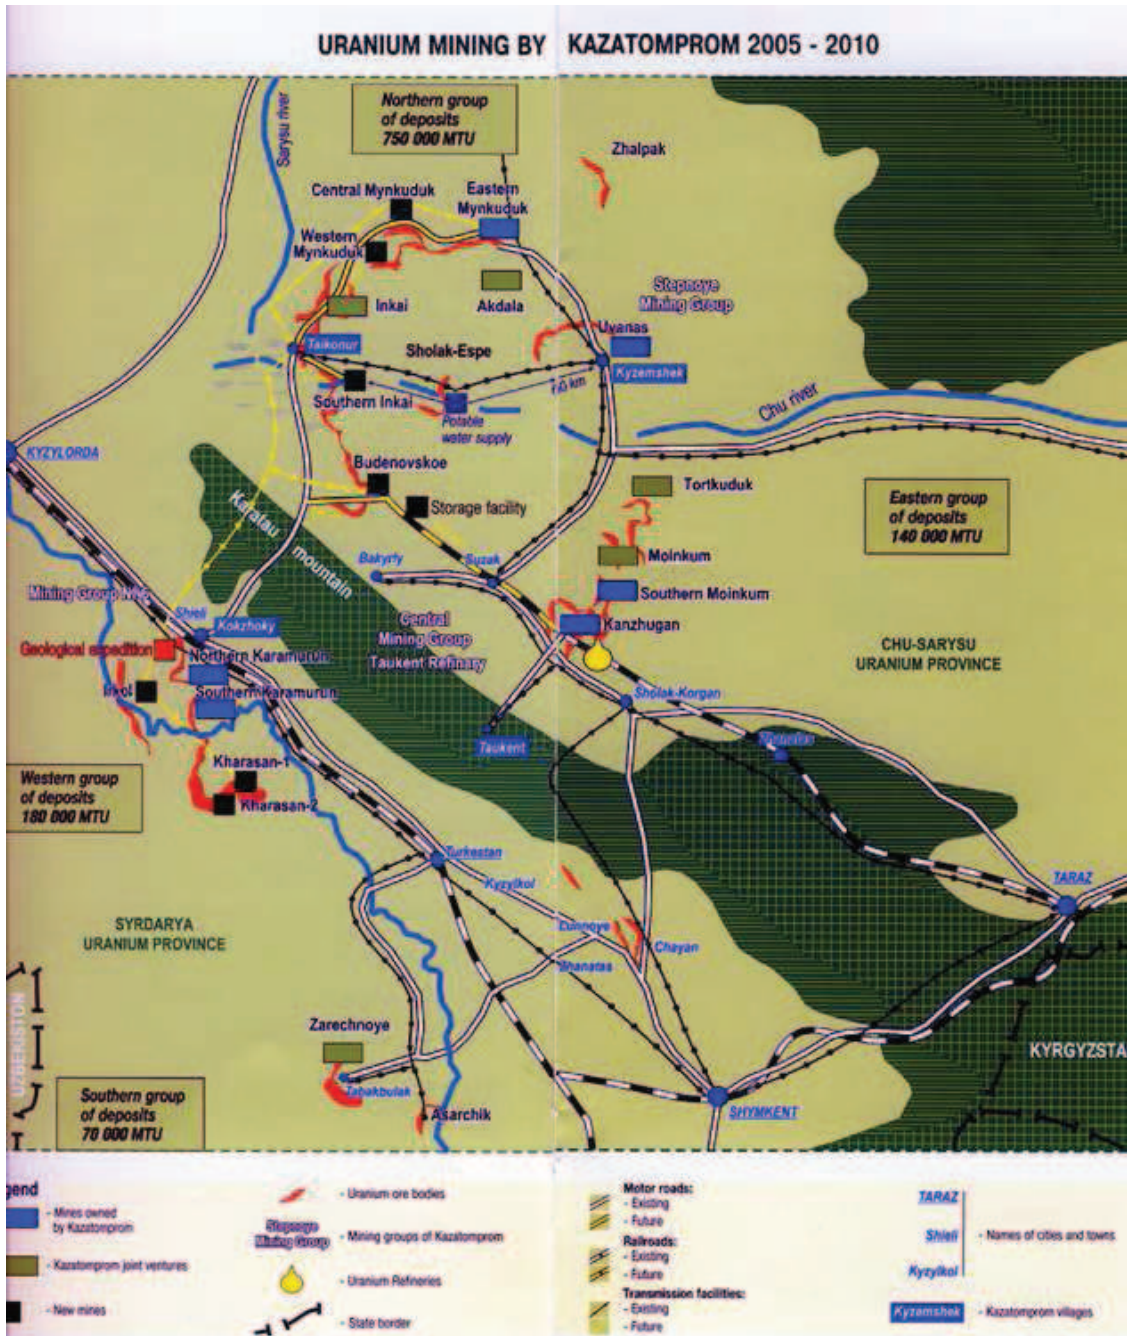 URANIUM MINING BY KAZATOMPROM 2005 - 2010
Northern group
of deposits
750 000 MTU
Sarysu river
Zhalpak
Central Mynkuduk
Eastern
Mynkuduk
Western
Mynkuduk
Inkai
Akdala
Stepnoye
Mining Group
Uvanas
Taikonur
Sholak-Espe
Kyzemshek
Southern Inkai
Potable
water supply
km
Chu river
KYZYLORDA
Budenovskoe
Storage facility
Tortkuduk
Eastern group
of deposits
140 000 MTU
Karatau mountain
Bakyrly
Suzak
Moinkum
Southern Moinkum
Mining Group
Shieli
Kokzhoky
Central
Mining Group
Taukent Refinary
Kanzhugan
CHU-SARYSU
URANIUM PROVINCE
Geological expedition
Northern Karamurun
Irkol
Southern Karamurun
Sholak-Korgan
Taukent
Zhanatas
Kharasan-1
Kharasan-2
Western group
of deposits
180 000 MTU
Turkestan
Kyzylkol
TARAZ
SYRDARYA
URANIUM PROVINCE
Lunnoye
Chayan
Shanatas
UZBEKISTON
Zarechnoye
KYRGYZSTA
Tabakbulak
Asarchik
SHYMKENT
Southern group
of deposits
70 000 MTU
gend
- Mines owned
by Kazatomprom
- Kazatomprom joint ventures
- New mines
- Uranium ore bodies
Stepnoye
Mining Group
- Mining groups of Kazatomprom
- Uranium Refineries
- State border
Motor roads:
- Existing
- Future
Railroads:
- Existing
- Future
Transmission facilities:
- Existing
- Future
TARAZ
Shieli
- Names of cities and towns
Kyzylkol
Kyzemshek
- Kazatomprom villages